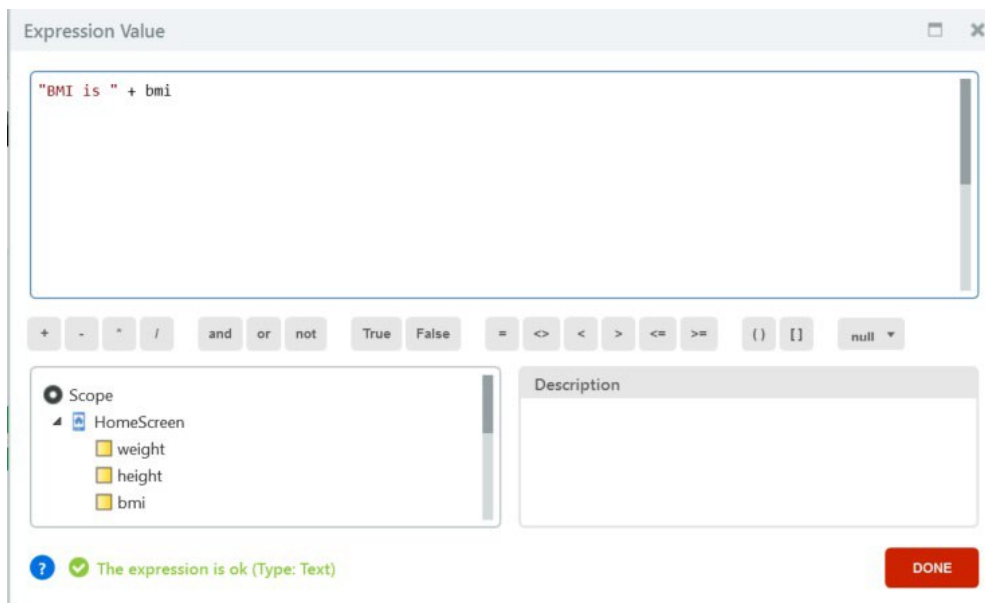 Expression Value
"BMI is " + bmi
+ - * / and or not True False = <> < > <= >= () [] null
Scope
HomeScreen
weight
height
bmi
Description
? The expression is ok (Type: Text)
DONE